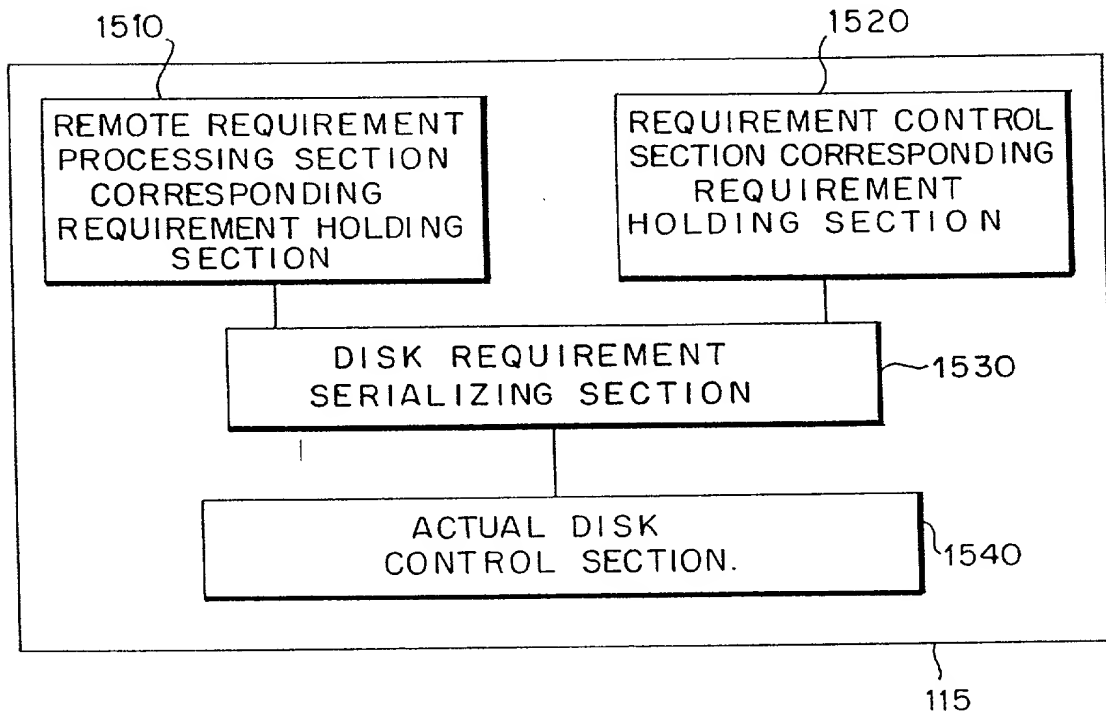 1510
1520
REMOTE REQUIREMENT
PROCESSING SECTION
CORRESPONDING
REQUIREMENT HOLDING
SECTION
REQUIREMENT CONTROL
SECTION CORRESPONDING
REQUIREMENT
HOLDING SECTION
DISK REQUIREMENT
SERIALIZING SECTION
1530
ACTUAL DISK
CONTROL SECTION.
1540
115